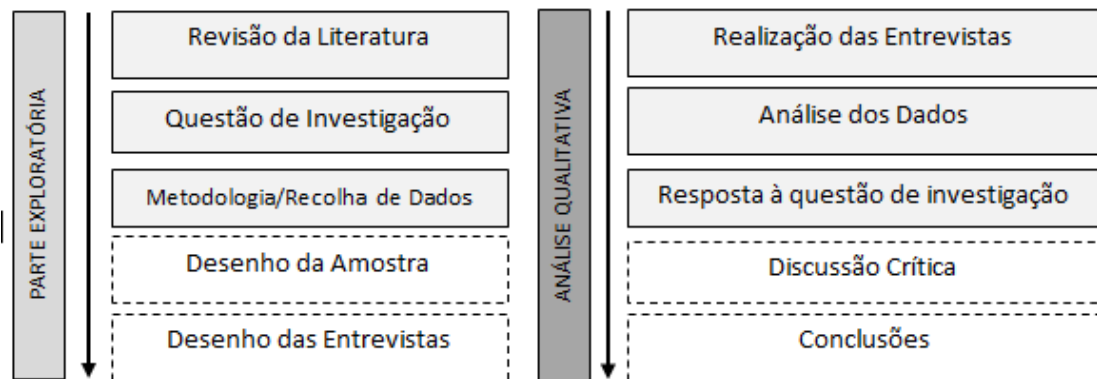 PARTE EXPLORATÓRIA
Revisão da Literatura
Questão de Investigação
Metodologia/Recolha de Dados
Desenho da Amostra
Desenho das Entrevistas
ANÁLISE QUALITATIVA
Realização das Entrevistas
Análise dos Dados
Resposta à questão de investigação
Discussão Crítica
Conclusões